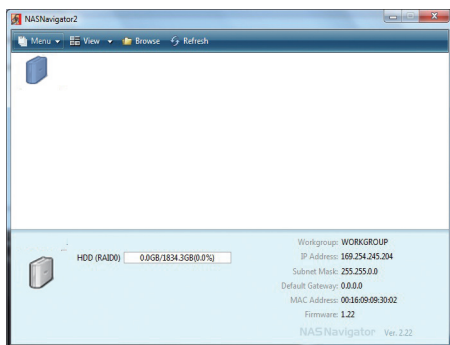 NASNavigator2
Menu View Browse Refresh
Workgroup: WORKGROUP
HDD (RAID0) 0.0GB/1834.3GB(0.0%)
IP Address: 169.254.245.204
Subnet Mask: 255.255.0.0
Default Gateway: 0.0.0.0
MAC Address: 00:16:09:09:30:02
Firmware: 1.22
NAS Navigator Ver. 2.22